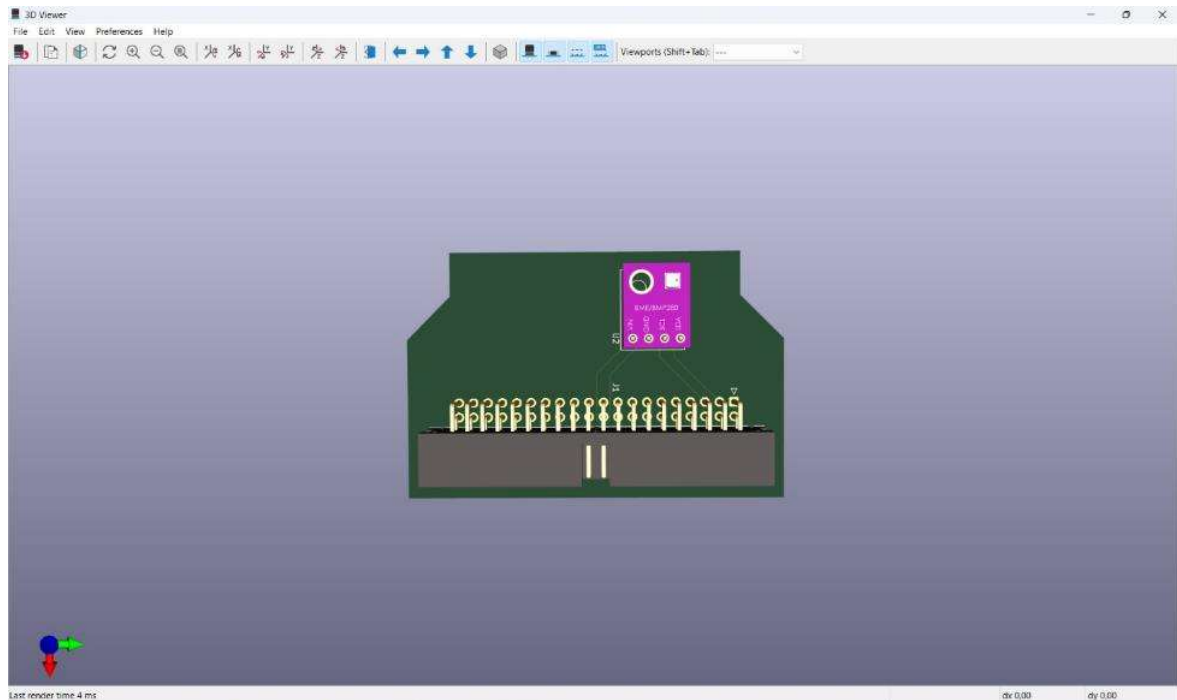 3D Viewer
File Edit View Preferences Help
Viewports (Shift+Tab): ---
BME/BMP280
VIN GND SCL SDA
U2
J1
Last render time 4 ms
dx 0,00 dy 0,00